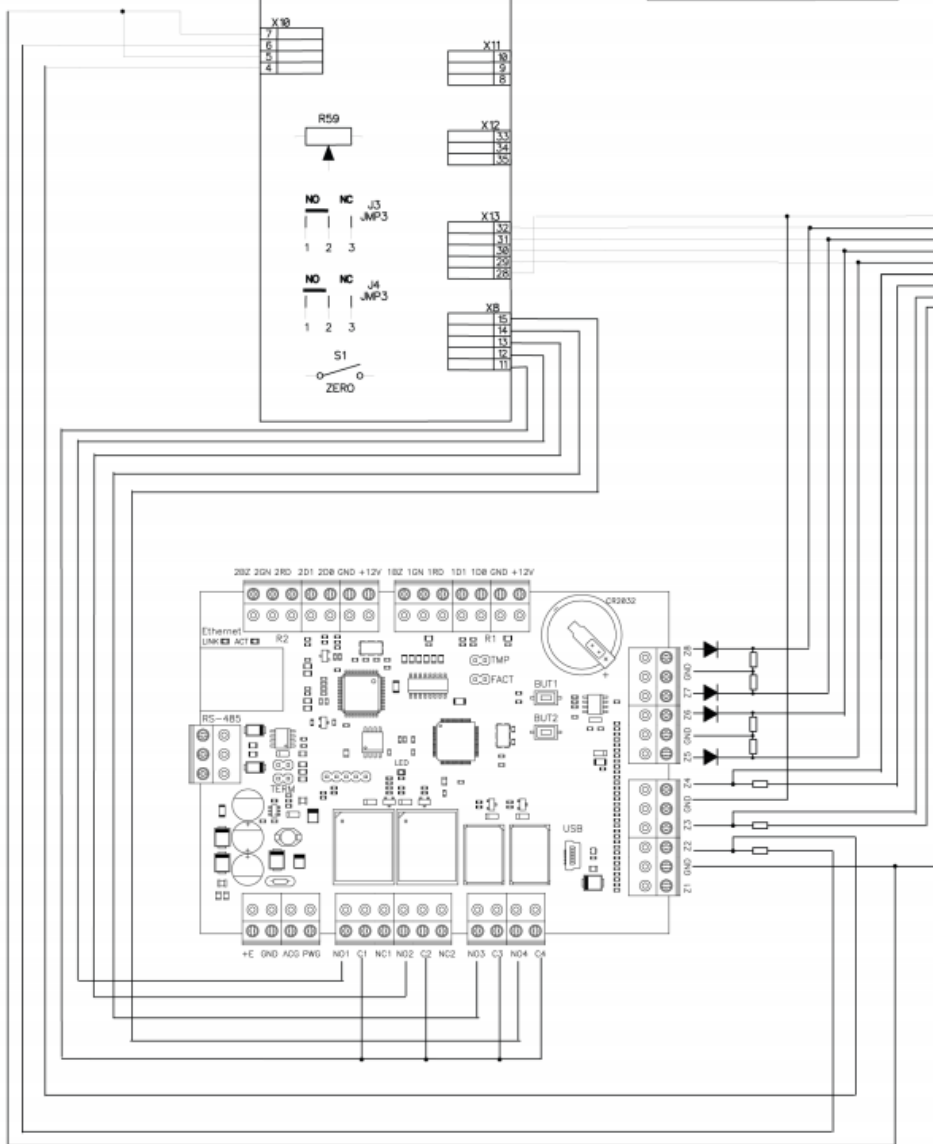 X10
7
6
5
4
X11
10
9
8
R59
X12
33
34
35
NO NC J3
JMP3
1 2 3
X13
32
31
30
29
28
NO NC J4
JMP3
1 2 3
X8
15
14
13
12
11
S1
ZERO
2BZ 2GN 2RD 2D1 2D0 GND +12V 1BZ 1GN 1RD 1D1 1D0 GND +12V
CR2032
R2 R1
Ethernet
LINK ACT
TMP
FACT
+
BUT1
BUT2
RS-485
LED
TERM
USB
Z8
GND
Z7
Z6
GND
Z5
Z4
GND
Z3
Z2
GND
Z1
+E GND ACG PWG NO1 C1 NC1 NO2 C2 NC2 NO3 C3 NO4 C4